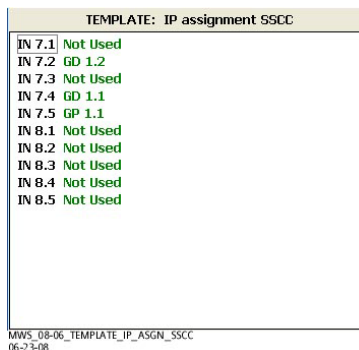 TEMPLATE: IP assignment SSCC
IN 7.1 Not Used
IN 7.2 GD 1.2
IN 7.3 Not Used
IN 7.4 GD 1.1
IN 7.5 GP 1.1
IN 8.1 Not Used
IN 8.2 Not Used
IN 8.3 Not Used
IN 8.4 Not Used
IN 8.5 Not Used
MWS_08-06_TEMPLATE_IP_ASGN_SSCC
06-23-08